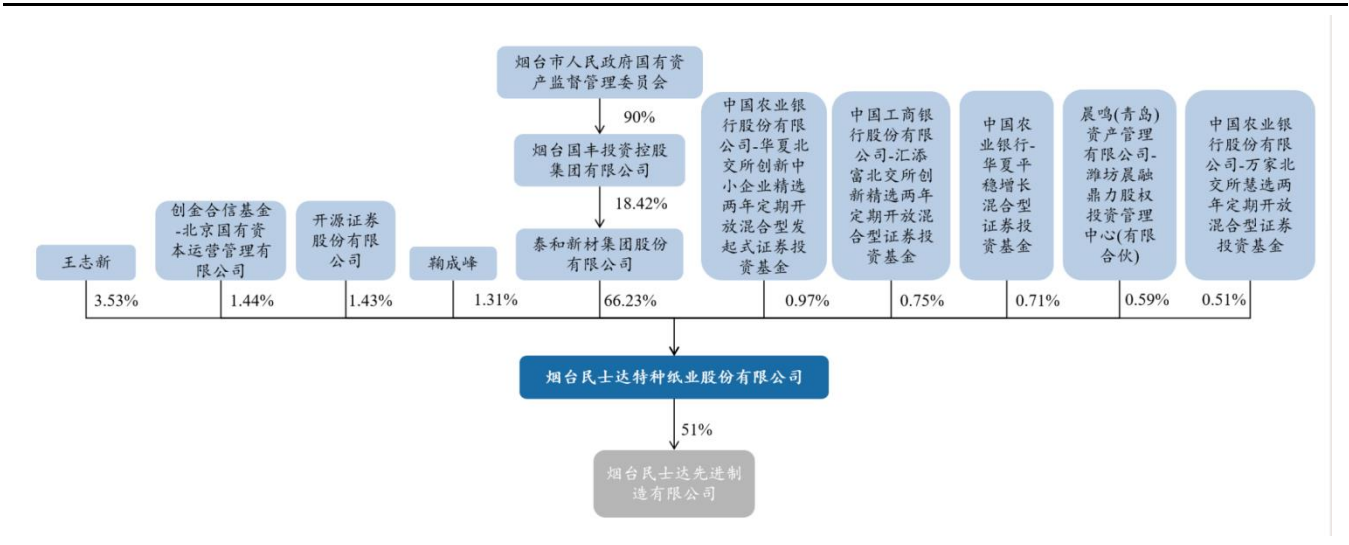 烟台市人民政府国有资
产监督管理委员会
90%
烟台国丰投资控股
集团有限公司
18.42%
泰和新材集团股份
有限公司
王志新
创金合信基金
-北京国有资
本运营管理有
限公司
开源证券
股份有限
公司
鞠成峰
中国农业银
行股份有限
公司-华夏北
交所创新中
小企业精选
两年定期开
放混合型发
起式证券投
资基金
中国工商银
行股份有限
公司-汇添
富北交所创
新精选两年
定期开放混
合型证券投
资基金
中国农
业银行-
华夏平
稳增长
混合型
证券投
资基金
晨鸣(青岛)
资产管理
有限公司-
潍坊晨融
鼎力股权
投资管理
中心(有限
合伙)
中国农业银
行股份有限
公司-万家北
交所慧选两
年定期开放
混合型证券
投资基金
3.53%
1.44%
1.43%
1.31%
66.23%
0.97%
0.75%
0.71%
0.59%
0.51%
烟台民士达特种纸业股份有限公司
51%
烟台民士达先进制
造有限公司